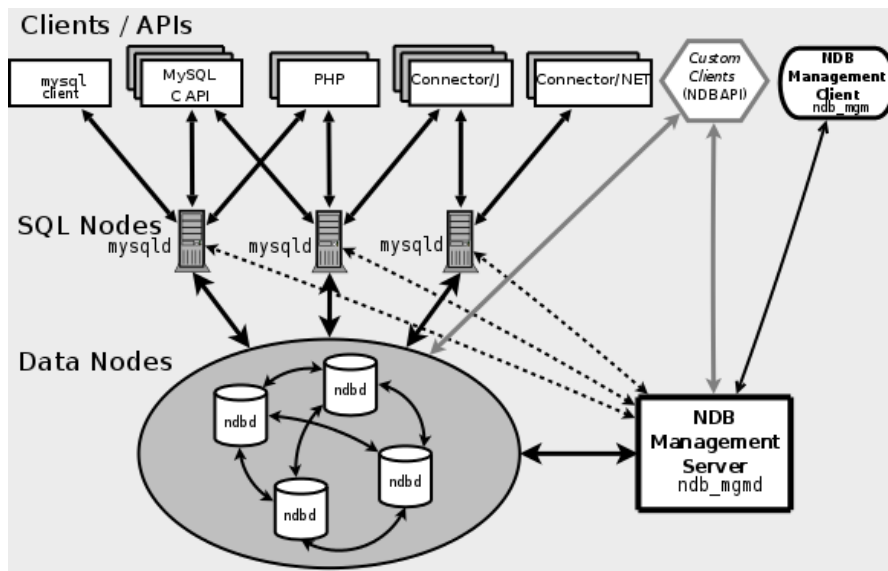 Clients / APIs
mysql
client
MySQL
C API
PHP
Connector/J
Connector/NET
Custom
Clients
(NDBAPI)
NDB
Management
Client
ndb_mgm
SQL Nodes
mysqld
mysqld
mysqld
Data Nodes
ndbd
ndbd
ndbd
ndbd
NDB
Management
Server
ndb_mgmd